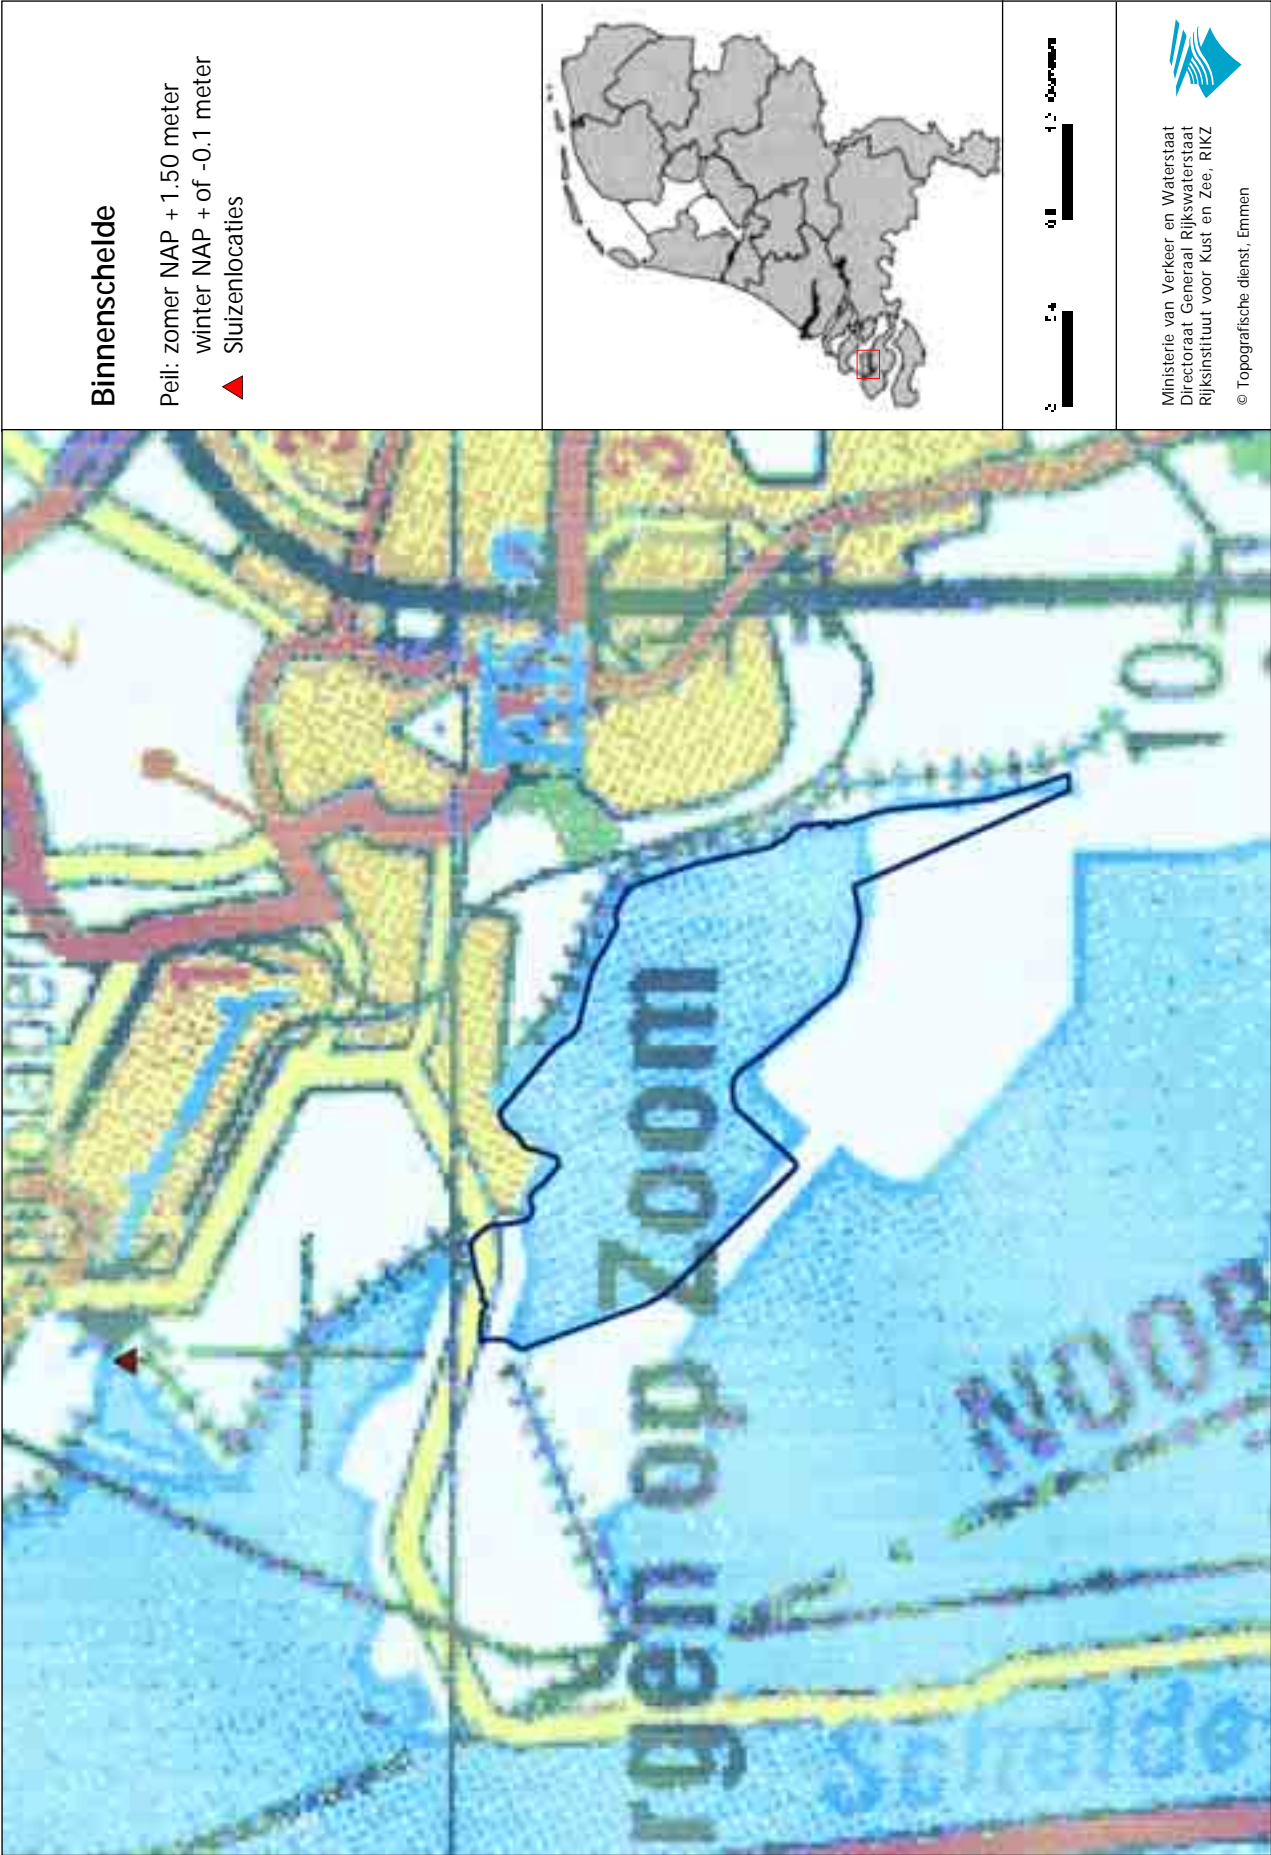 Binnenschelde
Peil: zomer NAP + 1.50 meter
winter NAP + of -0.1 meter
Sluizenlocaties
Ministerie van Verkeer en Waterstaat
Directoraat Generaal Rijkswaterstaat
Rijksinstituut voor Kust en Zee, RIKZ
© Topografische dienst, Emmen
rgen op Zoom
NOOR
Schelde
10